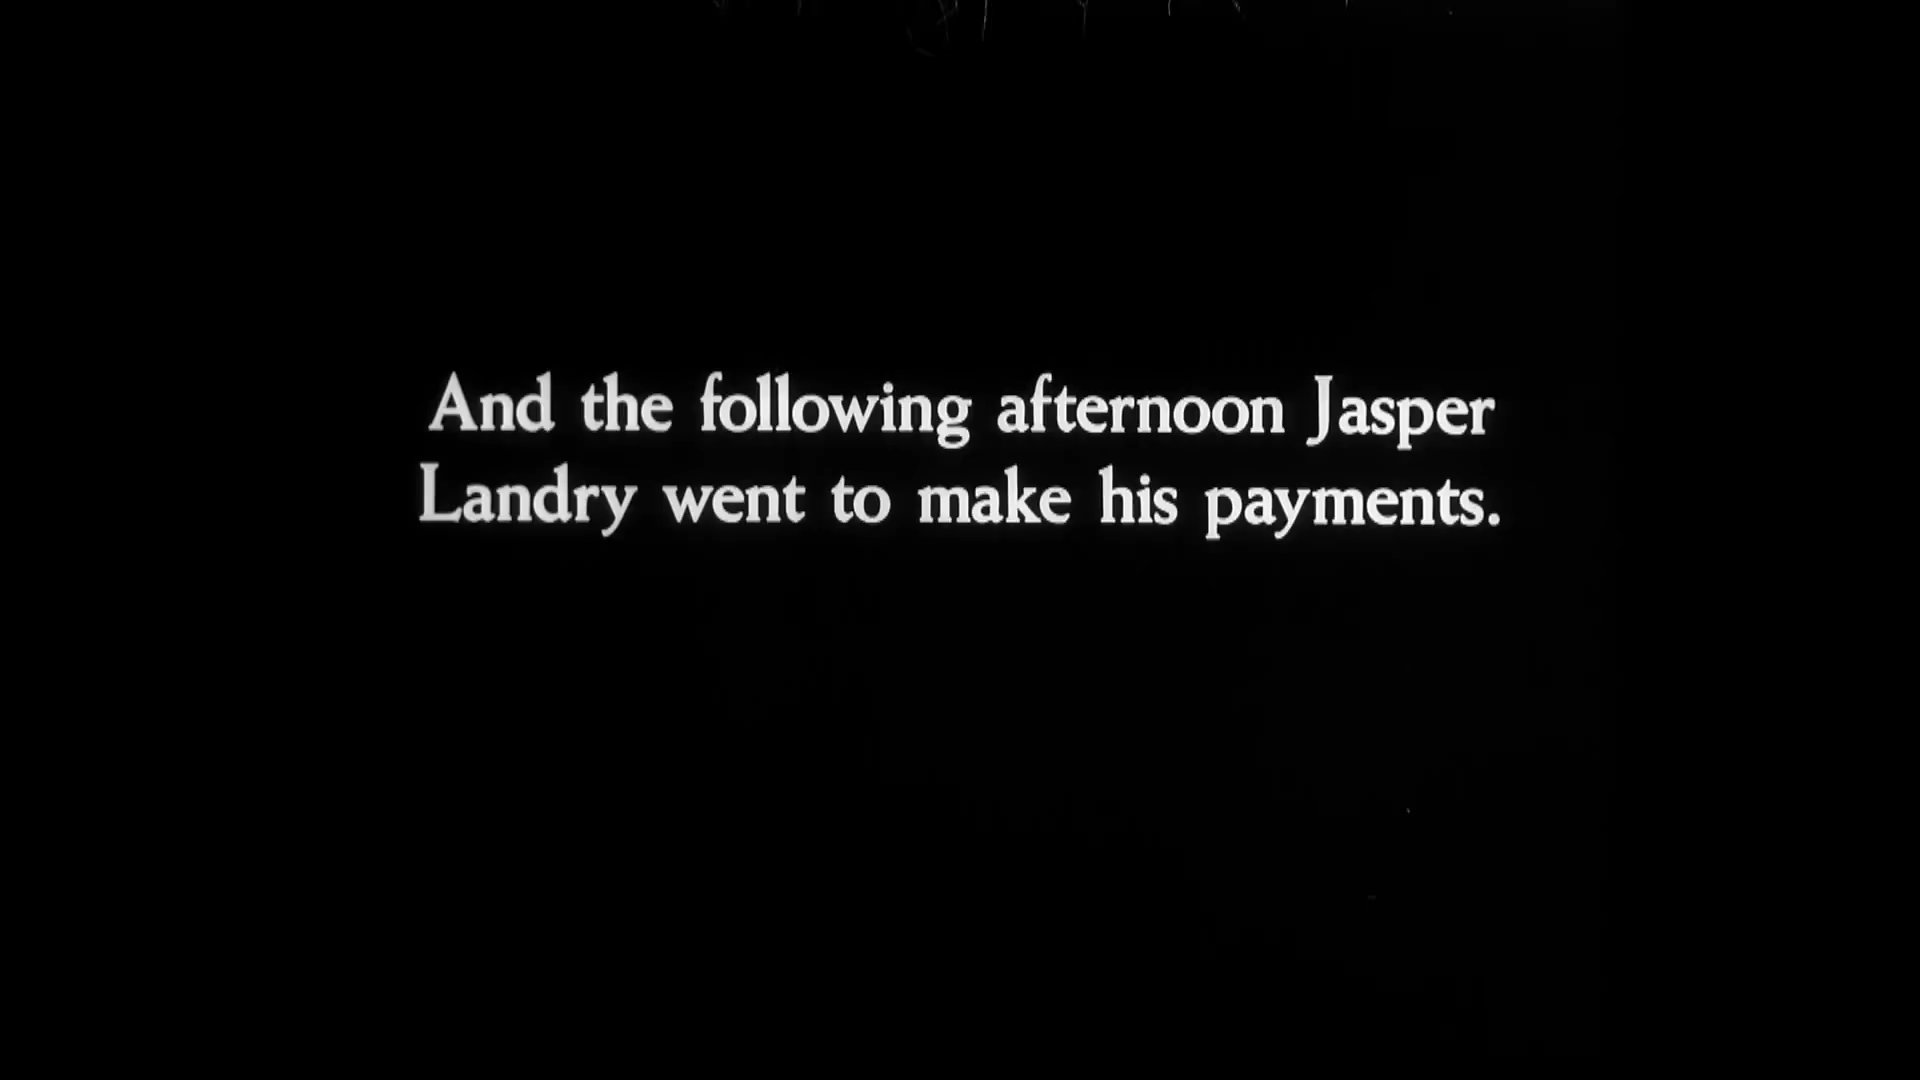 And the following afternoon Jasper
Landry went to make his payments.